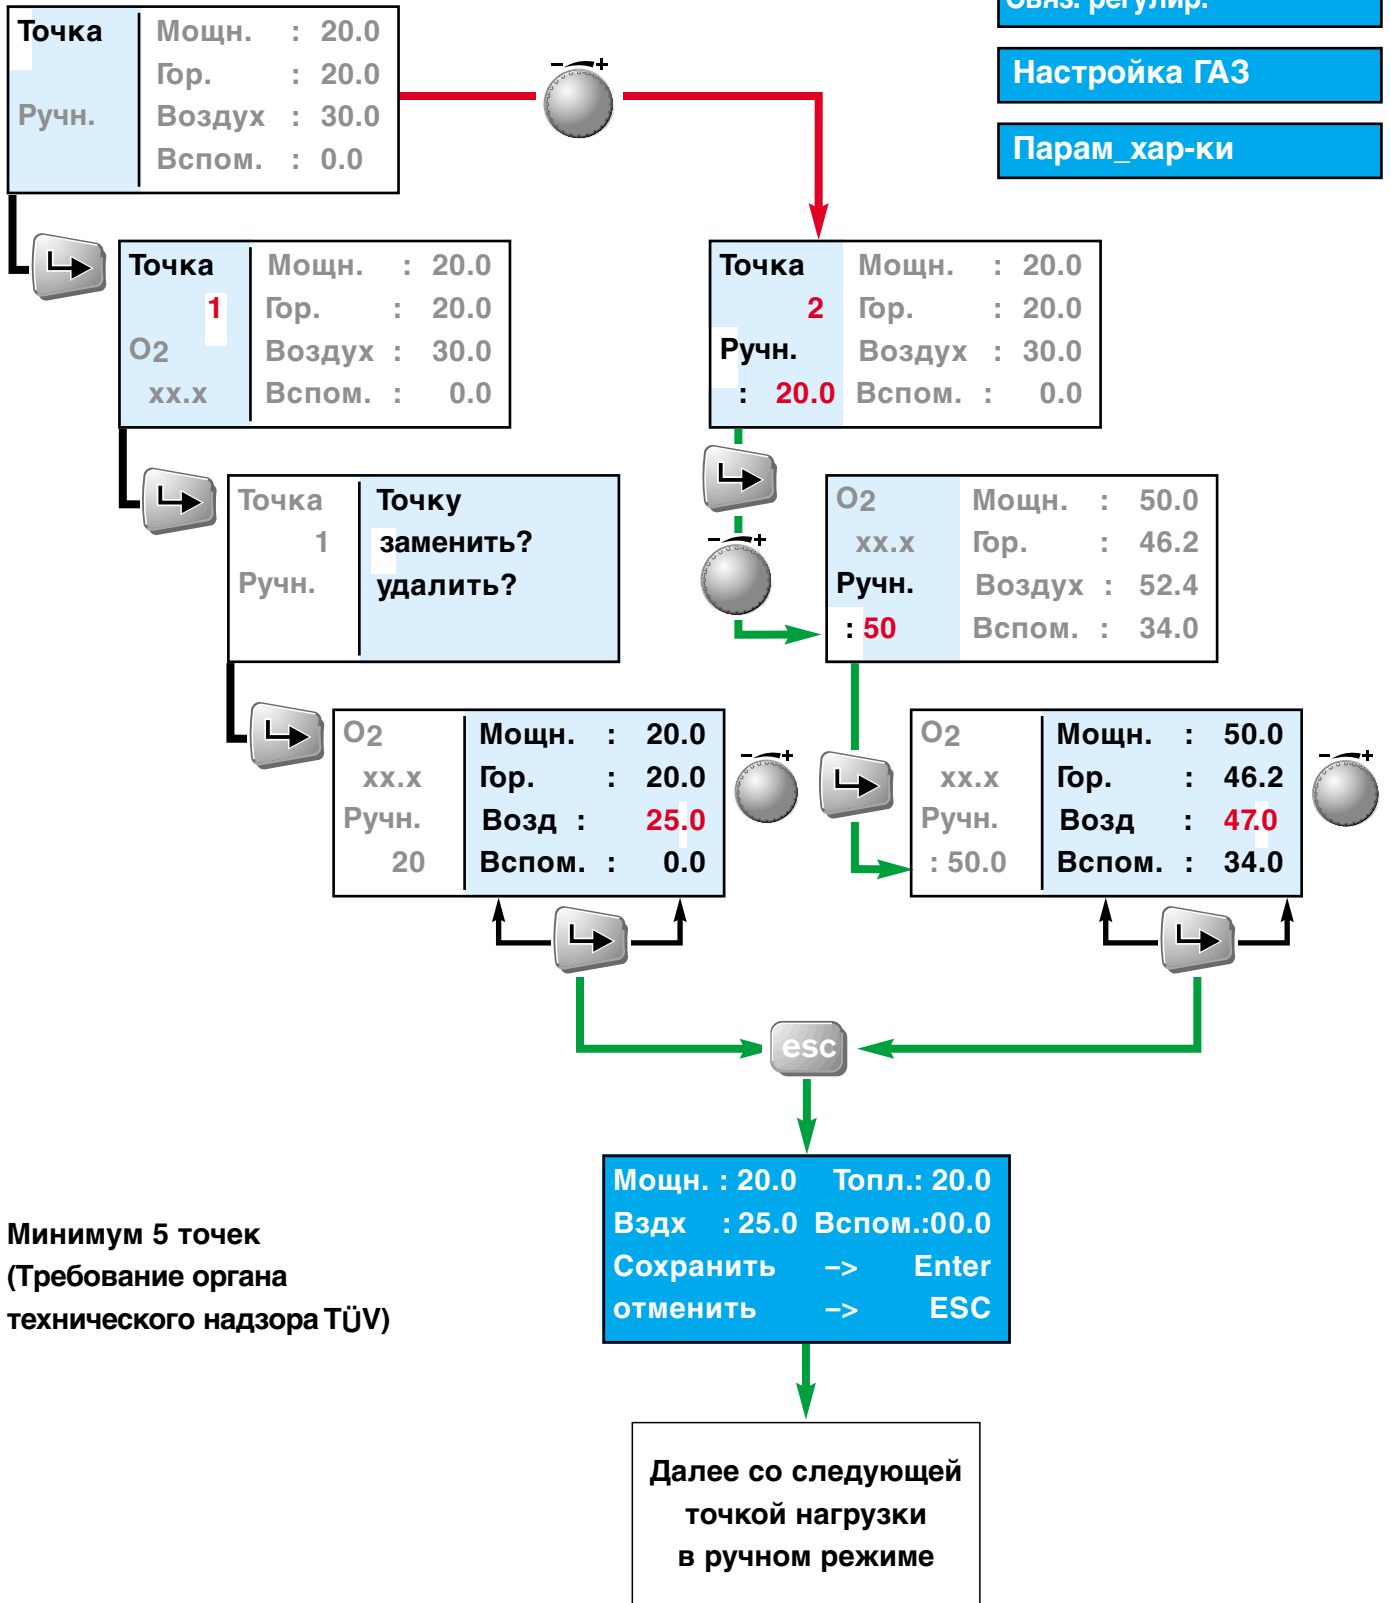 Связ. регулир.
Настройка ГАЗ
Парам_хар-ки
Точка Мощн. : 20.0
Гор. : 20.0
Ручн. Воздух : 30.0
Вспом. : 0.0
– +
Точка Мощн. : 20.0
1 Гор. : 20.0
O2 Воздух : 30.0
xx.x Вспом. : 0.0
Точка Мощн. : 20.0
2 Гор. : 20.0
Ручн. Воздух : 30.0
: 20.0 Вспом. : 0.0
Точка Точку
1 заменить?
Ручн. удалить?
– +
O2 Мощн. : 50.0
xx.x Гор. : 46.2
Ручн. Воздух : 52.4
: 50 Вспом. : 34.0
O2 Мощн. : 20.0
xx.x Гор. : 20.0
Ручн. Возд : 25.0
20 Вспом. : 0.0
– +
O2 Мощн. : 50.0
xx.x Гор. : 46.2
Ручн. Возд : 47.0
: 50.0 Вспом. : 34.0
– +
esc
Мощн. : 20.0 Топл.: 20.0
Вздх : 25.0 Вспом.:00.0
Сохранить –> Enter
отменить –> ESC
Минимум 5 точек
(Требование органа
технического надзора TÜV)
Далее со следующей
точкой нагрузки
в ручном режиме